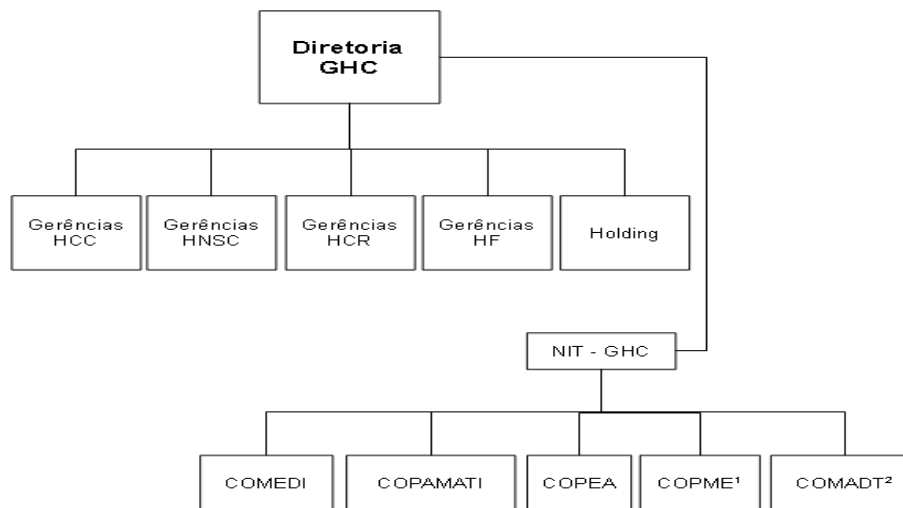 Diretoria
GHC
Gerências
HCC
Gerências
HNSC
Gerências
HCR
Gerências
HF
Holding
NIT - GHC
COMEDI
COPAMATI
COPEA
COPME¹
COMADT²